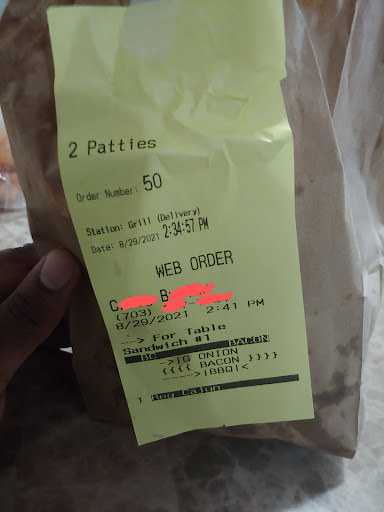 2 Patties
Order Number: 50
Station: Grill (Delivery)
Date: 8/29/2021 2:34:57 PM
WEB ORDER
C B
(703)
8/29/2021 2:41 PM
---> For Table
Sandwich #1 BACON
BC ->|G ONION
{{{{ BACON }}}}
----->|BBQ|<
1 Reg Cajun